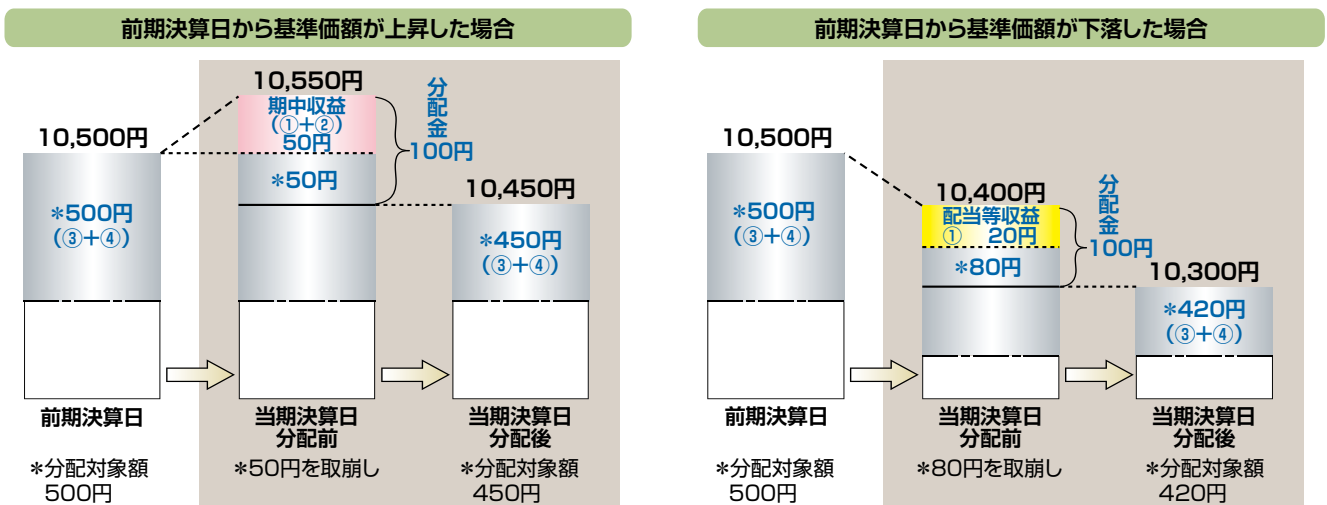 前期決算日から基準価額が上昇した場合
10,500円
*500円
(③+④)
前期決算日
*分配対象額
500円
10,550円
期中収益
(①+②)
50円
*50円
分配金
100円
当期決算日
分配前
*50円を取崩し
10,450円
*450円
(③+④)
当期決算日
分配後
*分配対象額
450円
前期決算日から基準価額が下落した場合
10,500円
*500円
(③+④)
前期決算日
*分配対象額
500円
10,400円
配当等収益
① 20円
*80円
分配金
100円
当期決算日
分配前
*80円を取崩し
10,300円
*420円
(③+④)
当期決算日
分配後
*分配対象額
420円